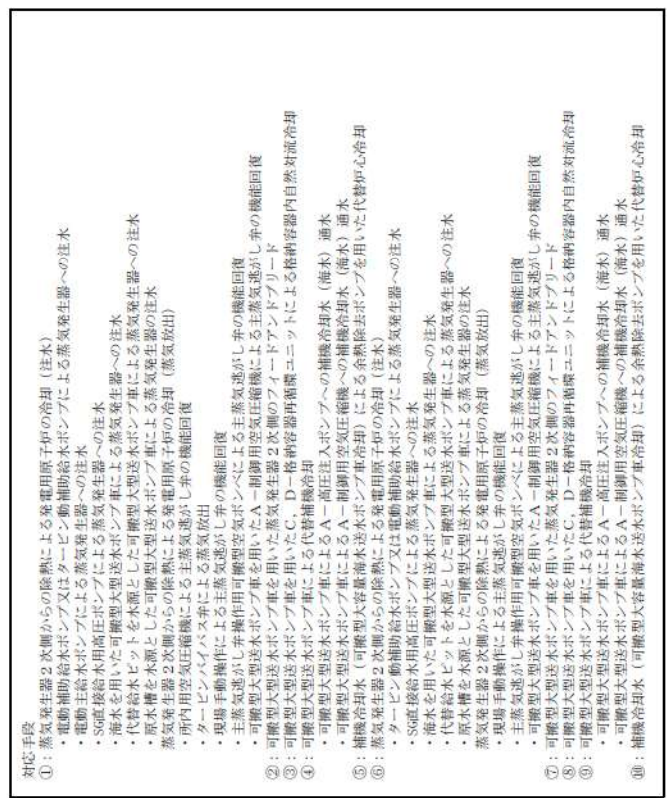 対応手段
①：蒸気発生器２次側からの除熱による発電用原子炉の冷却（注水）
・電動補助給水ポンプ又はタービン動補助給水ポンプによる蒸気発生器への注水
・電動主給水ポンプによる蒸気発生器への注水
・SG直接給水用高圧ポンプによる蒸気発生器への注水
・海水を用いた可搬型大型送水ポンプ車による蒸気発生器への注水
・代替給水ピットを水源とした可搬型大型送水ポンプ車による蒸気発生器への注水
・原水槽を水源とした可搬型大型送水ポンプ車による蒸気発生器への注水
蒸気発生器２次側からの除熱による発電用原子炉の冷却（蒸気放出）
・所内用空気圧縮機による主蒸気逃がし弁の機能回復
・タービンバイパス弁による蒸気放出
・現場手動操作による主蒸気逃がし弁の機能回復
・主蒸気逃がし弁操作用可搬型空気ボンベによる主蒸気逃がし弁の機能回復
・可搬型大型送水ポンプ車を用いたＡ－制御用空気圧縮機による主蒸気逃がし弁の機能回復
②：可搬型大型送水ポンプ車を用いた蒸気発生器２次側のフィードアンドブリード
③：可搬型大型送水ポンプ車を用いたＣ，Ｄ－格納容器再循環ユニットによる格納容器内自然対流冷却
④：可搬型大型送水ポンプ車による代替補機冷却
・可搬型大型送水ポンプ車によるＡ－高圧注入ポンプへの補機冷却水（海水）通水
・可搬型大型送水ポンプ車によるＡ－制御用空気圧縮機への補機冷却水（海水）通水
⑤：補機冷却水（可搬型大容量海水送水ポンプ車冷却）による余熱除去ポンプを用いた代替炉心冷却
⑥：蒸気発生器２次側からの除熱による発電用原子炉の冷却（注水）
・タービン動補助給水ポンプ又は電動補助給水ポンプによる蒸気発生器への注水
・SG直接給水用高圧ポンプによる蒸気発生器への注水
・海水を用いた可搬型大型送水ポンプ車による蒸気発生器への注水
・代替給水ピットを水源とした可搬型大型送水ポンプ車による蒸気発生器への注水
・原水槽を水源とした可搬型大型送水ポンプ車による蒸気発生器への注水
蒸気発生器２次側からの除熱による発電用原子炉の冷却（蒸気放出）
・現場手動操作による主蒸気逃がし弁の機能回復
・主蒸気逃がし弁操作用可搬型空気ボンベによる主蒸気逃がし弁の機能回復
・可搬型大型送水ポンプ車を用いたＡ－制御用空気圧縮機による主蒸気逃がし弁の機能回復
⑦：可搬型大型送水ポンプ車を用いた蒸気発生器２次側のフィードアンドブリード
⑧：可搬型大型送水ポンプ車を用いたＣ，Ｄ－格納容器再循環ユニットによる格納容器内自然対流冷却
⑨：可搬型大型送水ポンプ車による代替補機冷却
・可搬型大型送水ポンプ車によるＡ－高圧注入ポンプへの補機冷却水（海水）通水
・可搬型大型送水ポンプ車によるＡ－制御用空気圧縮機への補機冷却水（海水）通水
⑩：補機冷却水（可搬型大容量海水送水ポンプ車冷却）による余熱除去ポンプを用いた代替炉心冷却